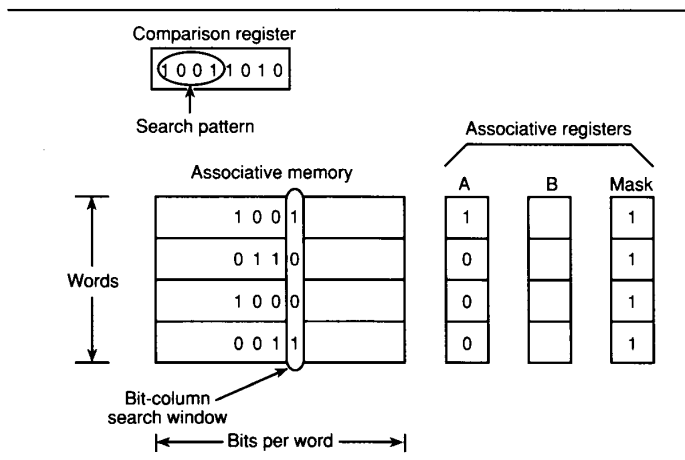 Comparison register
1 0 0 1 1 0 1 0
Search pattern
Associative registers
Associative memory
A B Mask
1 0 0 1 1 1
0 1 1 0 0 1
Words
1 0 0 0 0 1
0 0 1 1 0 1
Bit-column
search window
Bits per word